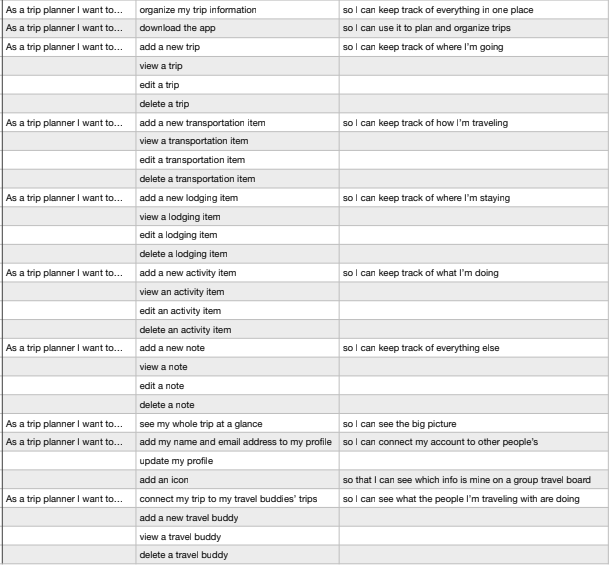 As a trip planner I want to... organize my trip information so I can keep track of everything in one place
As a trip planner I want to... download the app so I can use it to plan and organize trips
As a trip planner I want to... add a new trip so I can keep track of where I'm going
view a trip
edit a trip
delete a trip
As a trip planner I want to... add a new transportation item so I can keep track of how I'm traveling
view a transportation item
edit a transportation item
delete a transportation item
As a trip planner I want to... add a new lodging item so I can keep track of where I'm staying
view a lodging item
edit a lodging item
delete a lodging item
As a trip planner I want to... add a new activity item so I can keep track of what I'm doing
view an activity item
edit an activity item
delete an activity item
As a trip planner I want to... add a new note so I can keep track of everything else
view a note
edit a note
delete a note
As a trip planner I want to... see my whole trip at a glance so I can see the big picture
As a trip planner I want to... add my name and email address to my profile so I can connect my account to other people's
update my profile
add an icon so that I can see which info is mine on a group travel board
As a trip planner I want to... connect my trip to my travel buddies' trips so I can see what the people I'm traveling with are doing
add a new travel buddy
view a travel buddy
delete a travel buddy